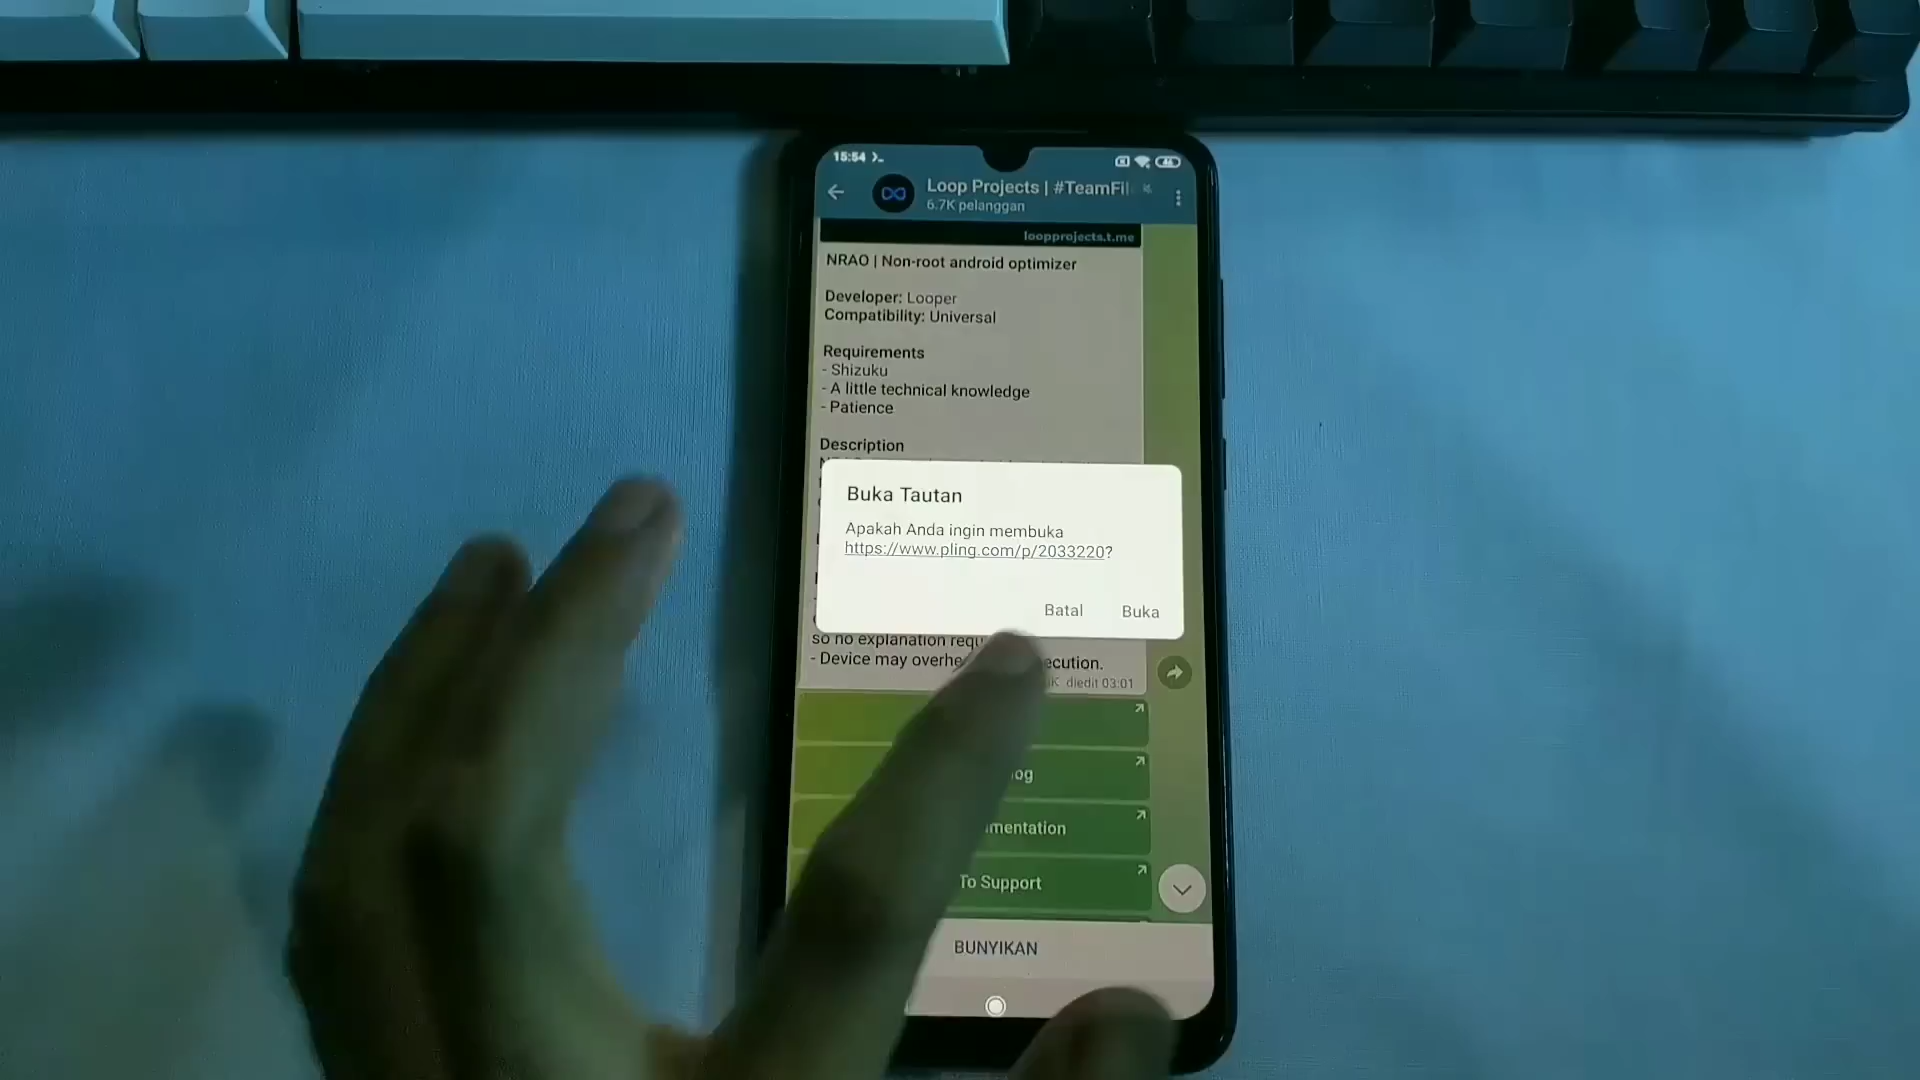 15:54
46
Loop Projects | #TeamFil
6.7K pelanggan
loopprojects.t.me
NRAO | Non-root android optimizer
Developer: Looper
Compatibility: Universal
Requirements
- Shizuku
- A little technical knowledge
- Patience
Description
Buka Tautan
Apakah Anda ingin membuka
https://www.pling.com/p/2033220?
Batal
Buka
so no explanation requ
- Device may overhe ecution.
diedit 03:01
og
mentation
To Support
BUNYIKAN